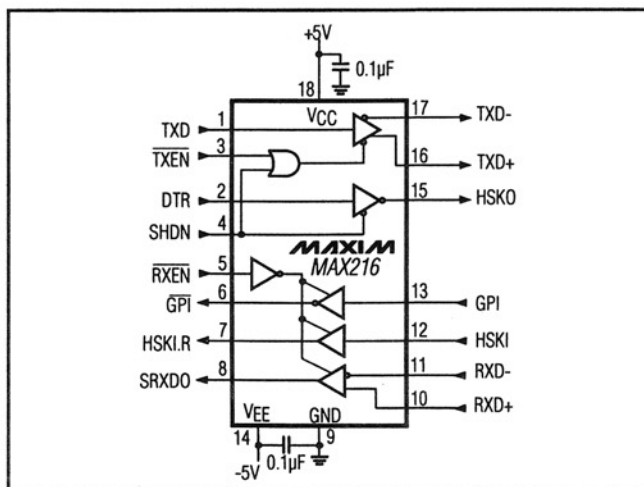 +5V
0.1µF
18
VCC
TXD 1
17 TXD-
TXEN 3
16 TXD+
DTR 2
15 HSKO
SHDN 4
MAXIM
MAX216
RXEN 5
GPI 6
13 GPI
HSKI.R 7
12 HSKI
11 RXD-
SRXDO 8
10 RXD+
VEE GND
14 9
0.1µF
-5V